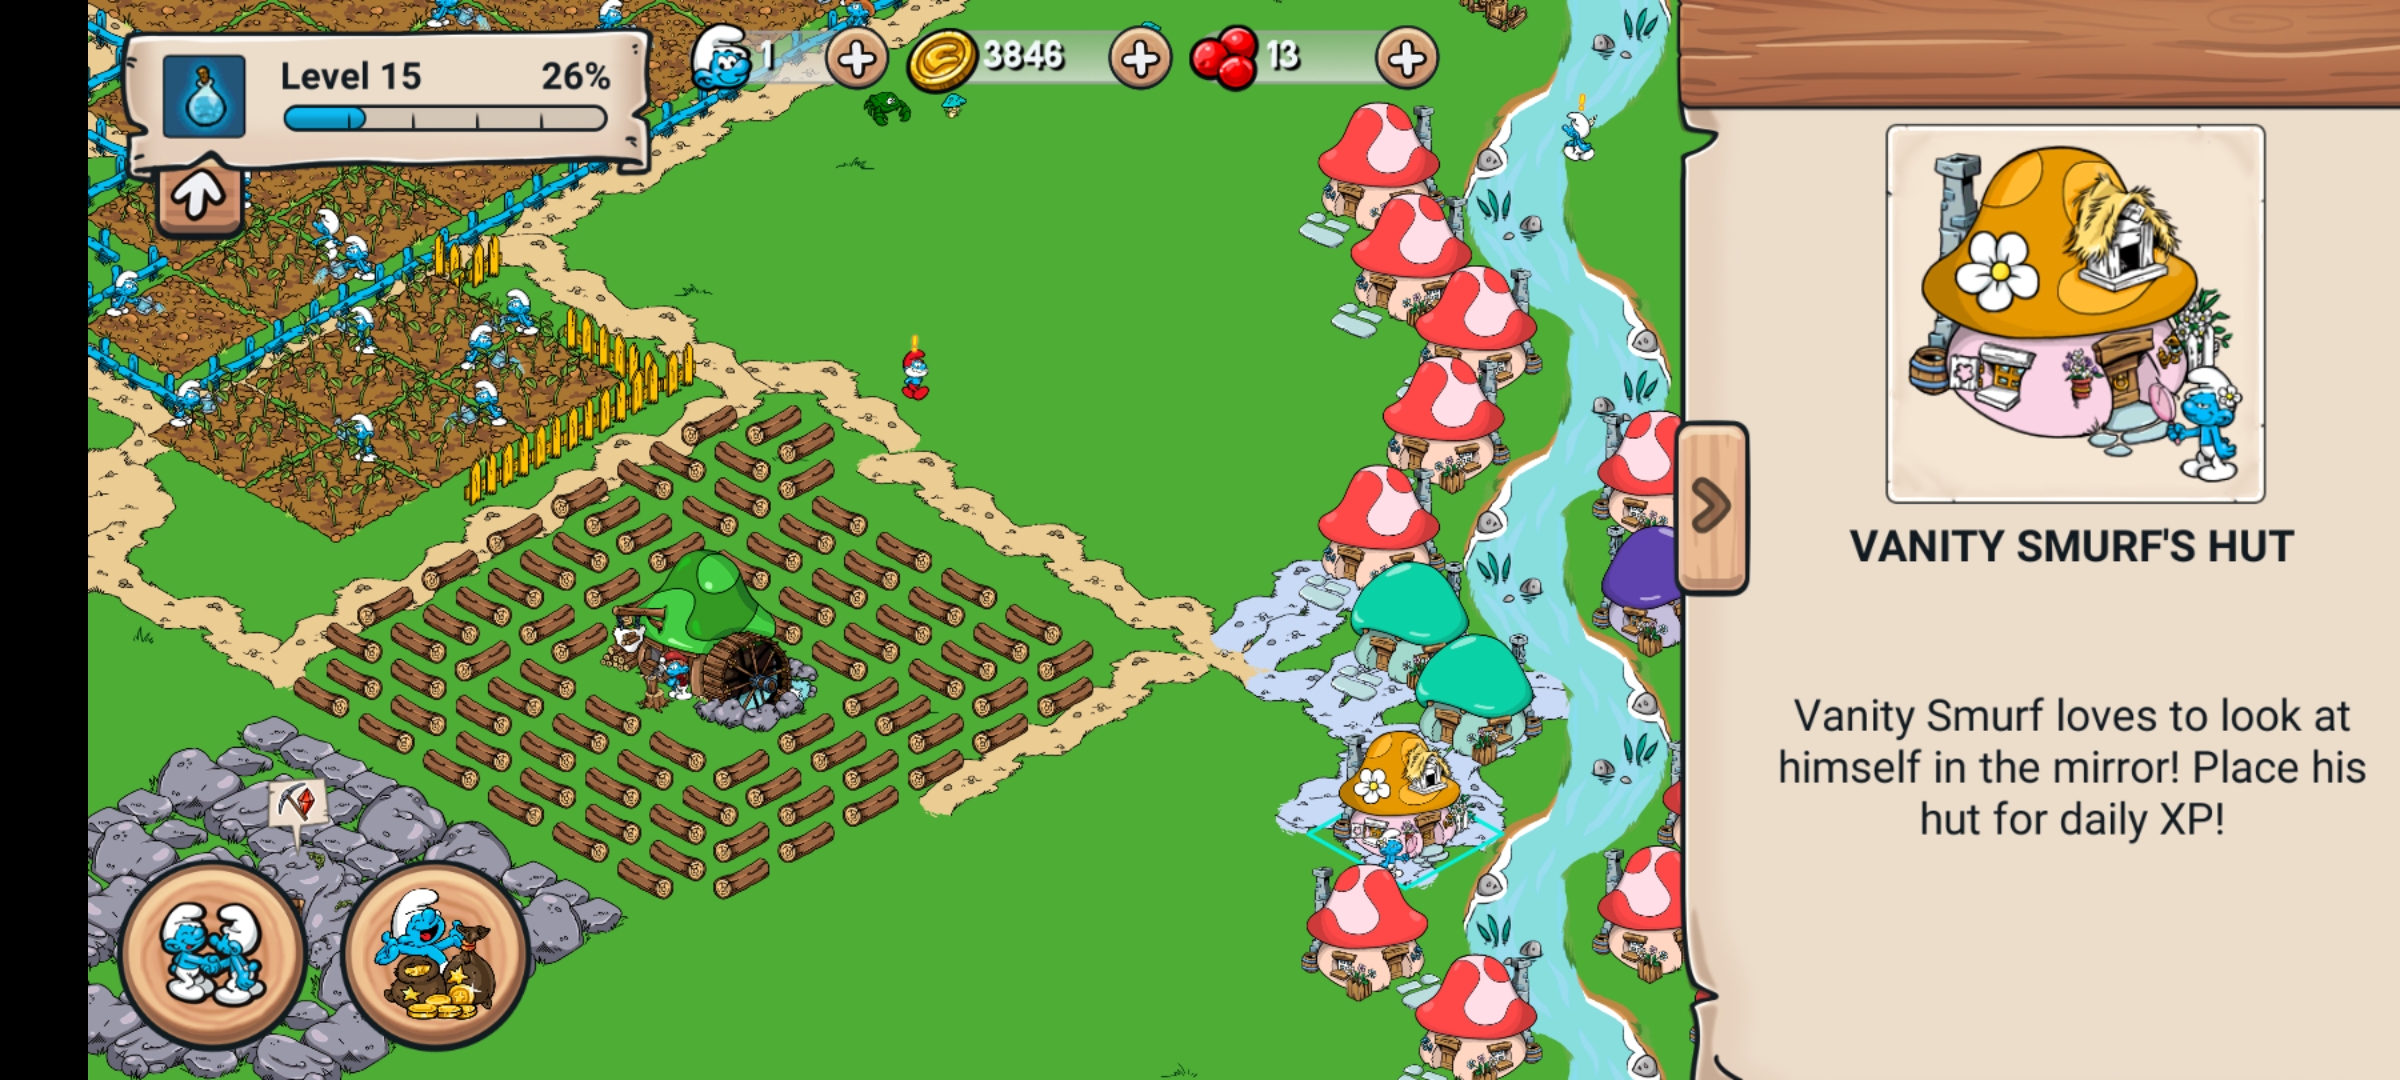 Level 15 26%
1
3846
13
VANITY SMURF'S HUT
Vanity Smurf loves to look at
himself in the mirror! Place his
hut for daily XP!